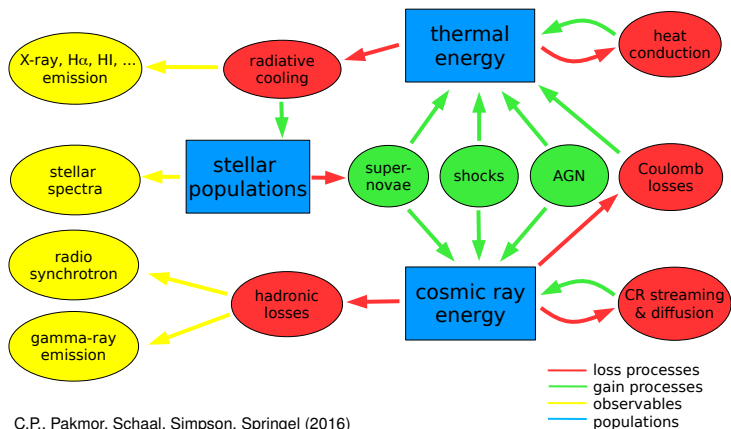 X-ray, Hα, HI, ...
emission
radiative
cooling
thermal
energy
heat
conduction
stellar
spectra
stellar
populations
super-
novae
shocks
AGN
Coulomb
losses
radio
synchrotron
gamma-ray
emission
hadronic
losses
cosmic ray
energy
CR streaming
& diffusion
loss processes
gain processes
observables
populations
C.P., Pakmor, Schaal, Simpson, Springel (2016)